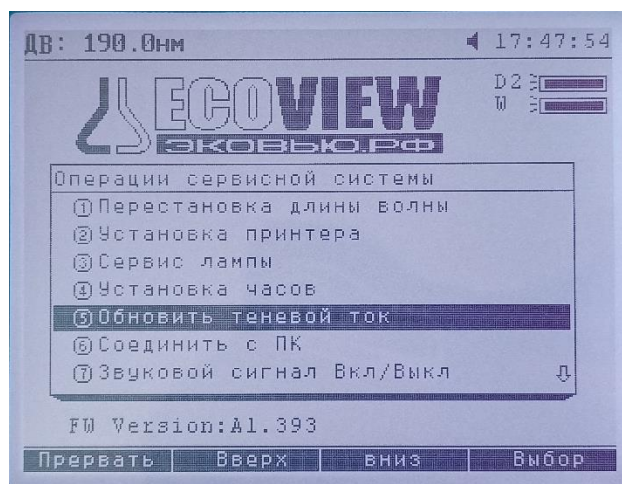 ДВ: 190.0нм 17:47:54
ECOVIEW
ЭКОВЬЮ.РФ
D2
W
Операции сервисной системы
①Перестановка длины волны
②Установка принтера
③Сервис лампы
④Установка часов
⑤Обновить теневой ток
⑥Соединить с ПК
⑦Звуковой сигнал Вкл/Выкл
FW Version:A1.393
Прервать Вверх вниз Выбор